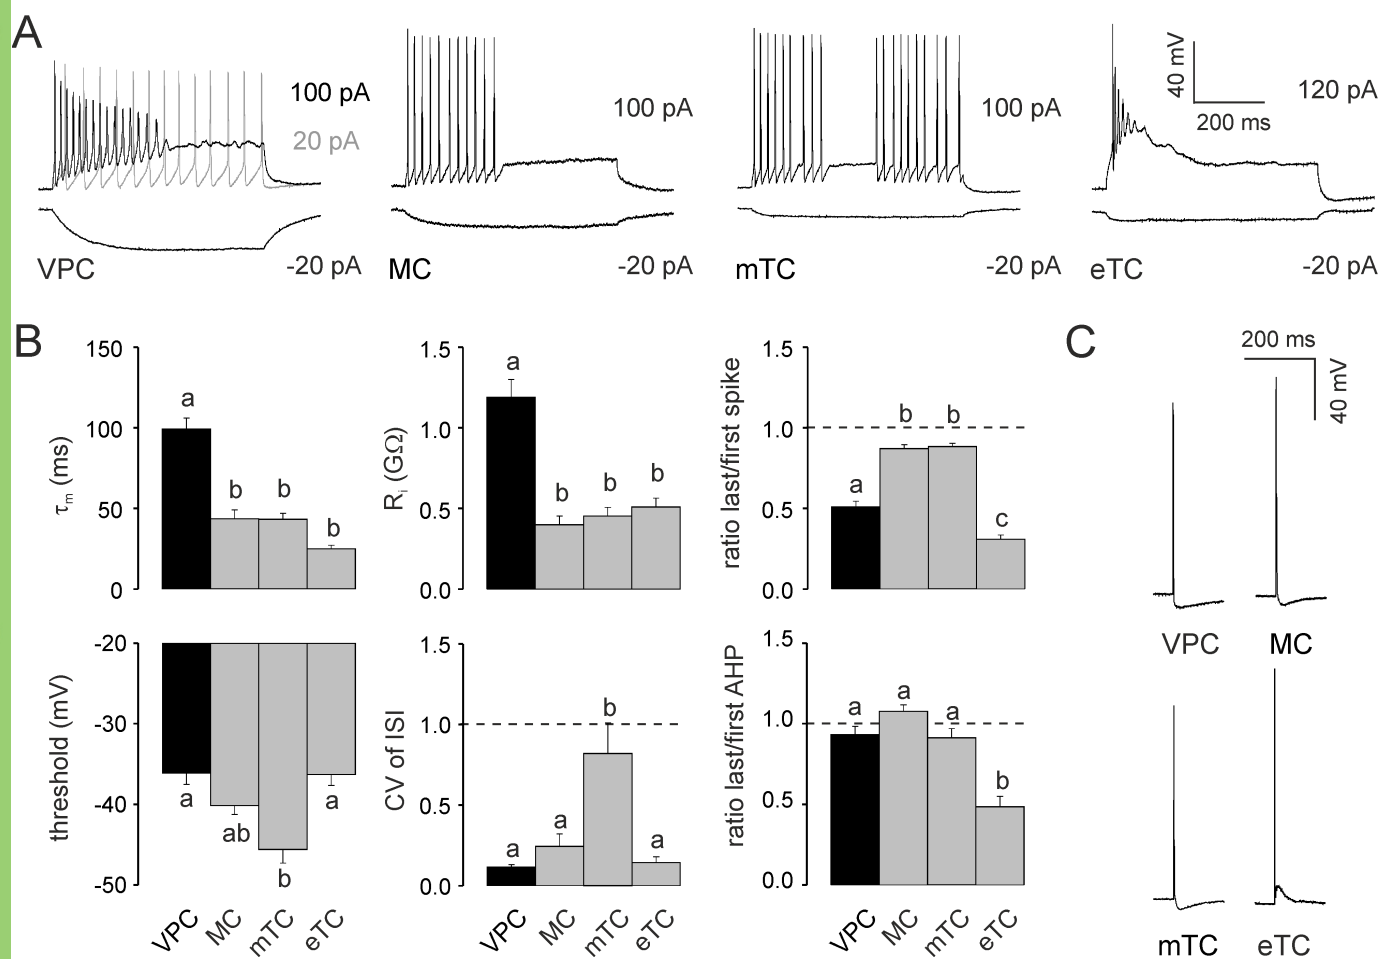 A
100 pA
20 pA
VPC
-20 pA
100 pA
MC
-20 pA
100 pA
mTC
-20 pA
40 mV
200 ms
120 pA
eTC
-20 pA
B
τm (ms)
150
100
50
0
a
b
b
b
Ri (GΩ)
1.5
1.0
0.5
0.0
a
b
b
b
ratio last/first spike
1.5
1.0
0.5
0.0
a
b
b
c
threshold (mV)
-20
-30
-40
-50
a
ab
b
a
VPC
MC
mTC
eTC
CV of ISI
1.5
1.0
0.5
0.0
a
a
b
a
VPC
MC
mTC
eTC
ratio last/first AHP
1.5
1.0
0.5
0.0
a
a
a
b
VPC
MC
mTC
eTC
C
200 ms
40 mV
VPC
MC
mTC
eTC